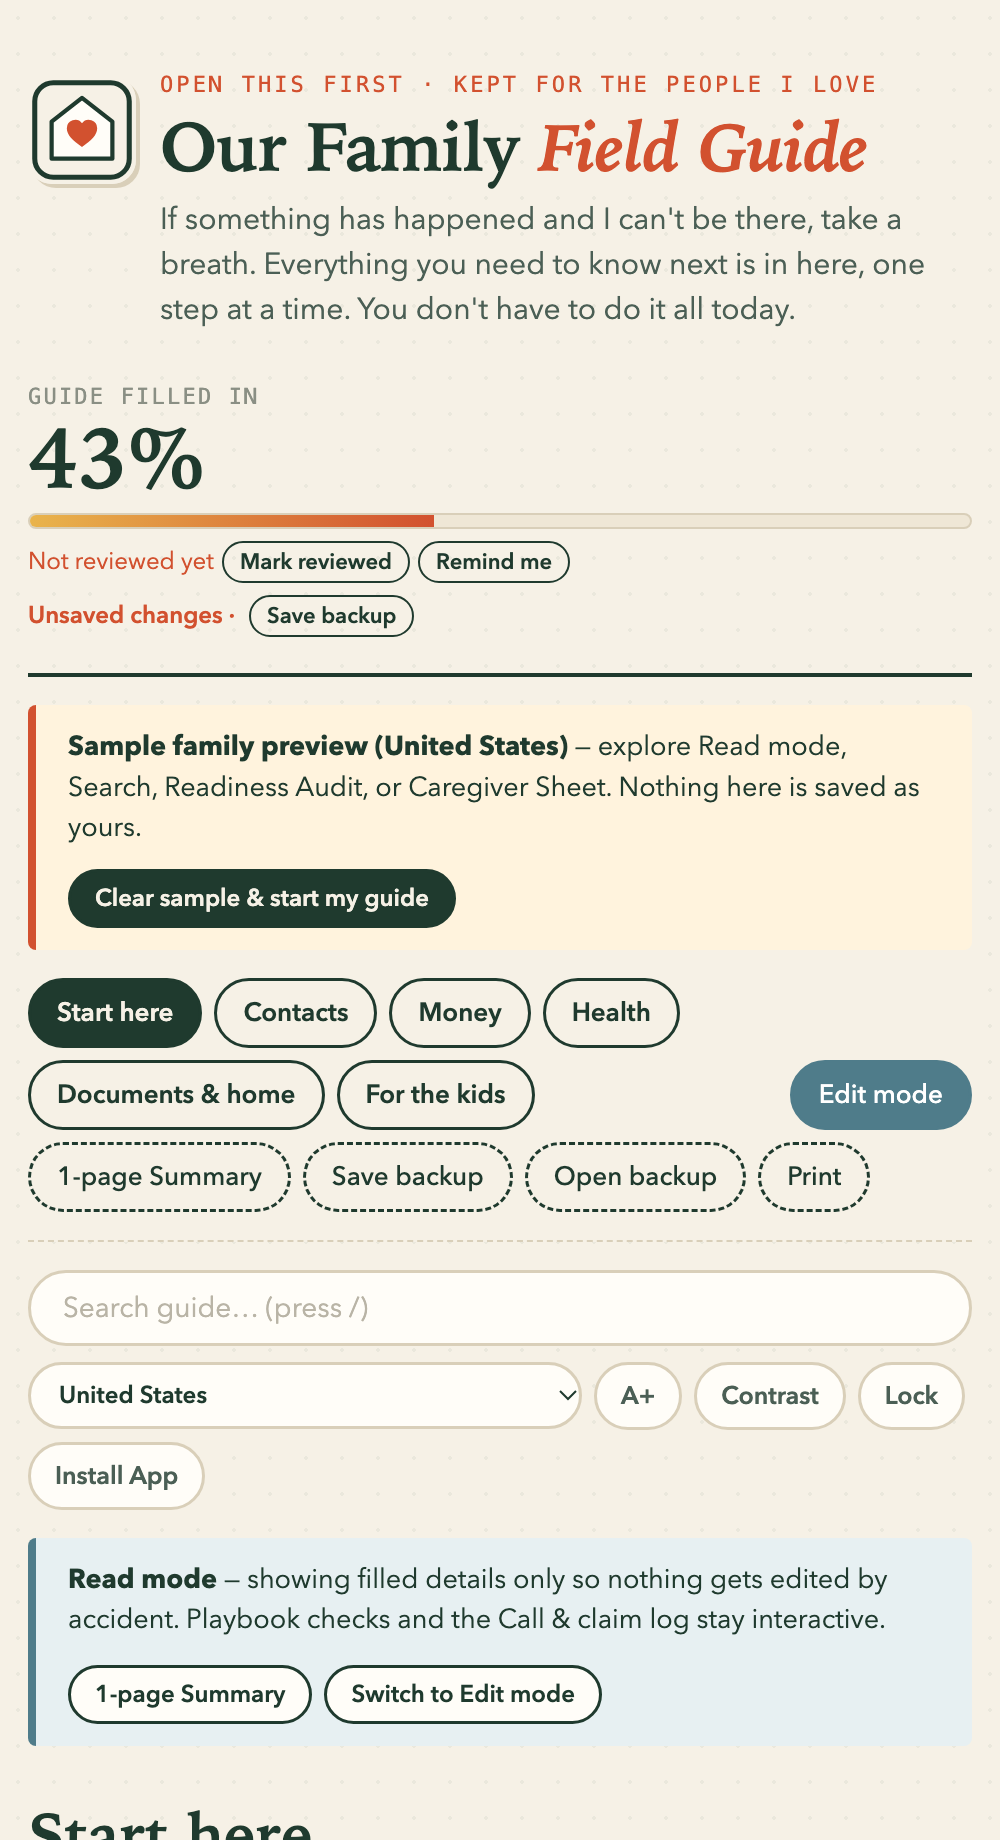 OPEN THIS FIRST · KEPT FOR THE PEOPLE I LOVE
Our Family Field Guide
If something has happened and I can't be there, take a
breath. Everything you need to know next is in here, one
step at a time. You don't have to do it all today.
GUIDE FILLED IN
43%
Not reviewed yet Mark reviewed Remind me
Unsaved changes · Save backup
Sample family preview (United States) – explore Read mode,
Search, Readiness Audit, or Caregiver Sheet. Nothing here is saved as
yours.
Clear sample & start my guide
Start here Contacts Money Health
Documents & home For the kids Edit mode
1-page Summary Save backup Open backup Print
Search guide... (press /)
United States A+ Contrast Lock
Install App
Read mode – showing filled details only so nothing gets edited by
accident. Playbook checks and the Call & claim log stay interactive.
1-page Summary Switch to Edit mode
Start here